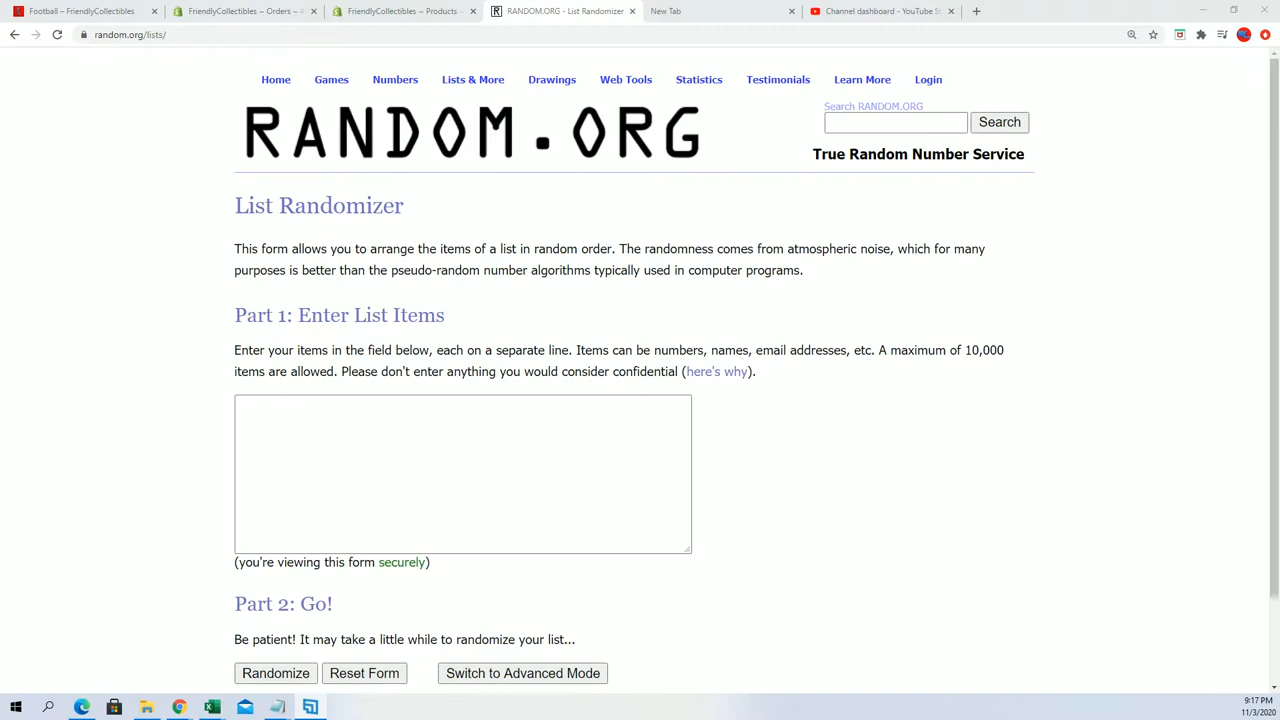 Football – FriendlyCollectibles
FriendlyCollectibles ~ Orders ~
FriendlyCollectibles ~ Products ~
RANDOM.ORG - List Randomizer
New Tab
Channel dashboard - YouTube
random.org/lists/
Home Games Numbers Lists & More Drawings Web Tools Statistics Testimonials Learn More Login
RANDOM.ORG
Search RANDOM.ORG
Search
True Random Number Service
List Randomizer
This form allows you to arrange the items of a list in random order. The randomness comes from atmospheric noise, which for many
purposes is better than the pseudo-random number algorithms typically used in computer programs.
Part 1: Enter List Items
Enter your items in the field below, each on a separate line. Items can be numbers, names, email addresses, etc. A maximum of 10,000
items are allowed. Please don't enter anything you would consider confidential (here's why).
(you're viewing this form securely)
Part 2: Go!
Be patient! It may take a little while to randomize your list...
Randomize Reset Form Switch to Advanced Mode
9:17 PM
11/3/2020